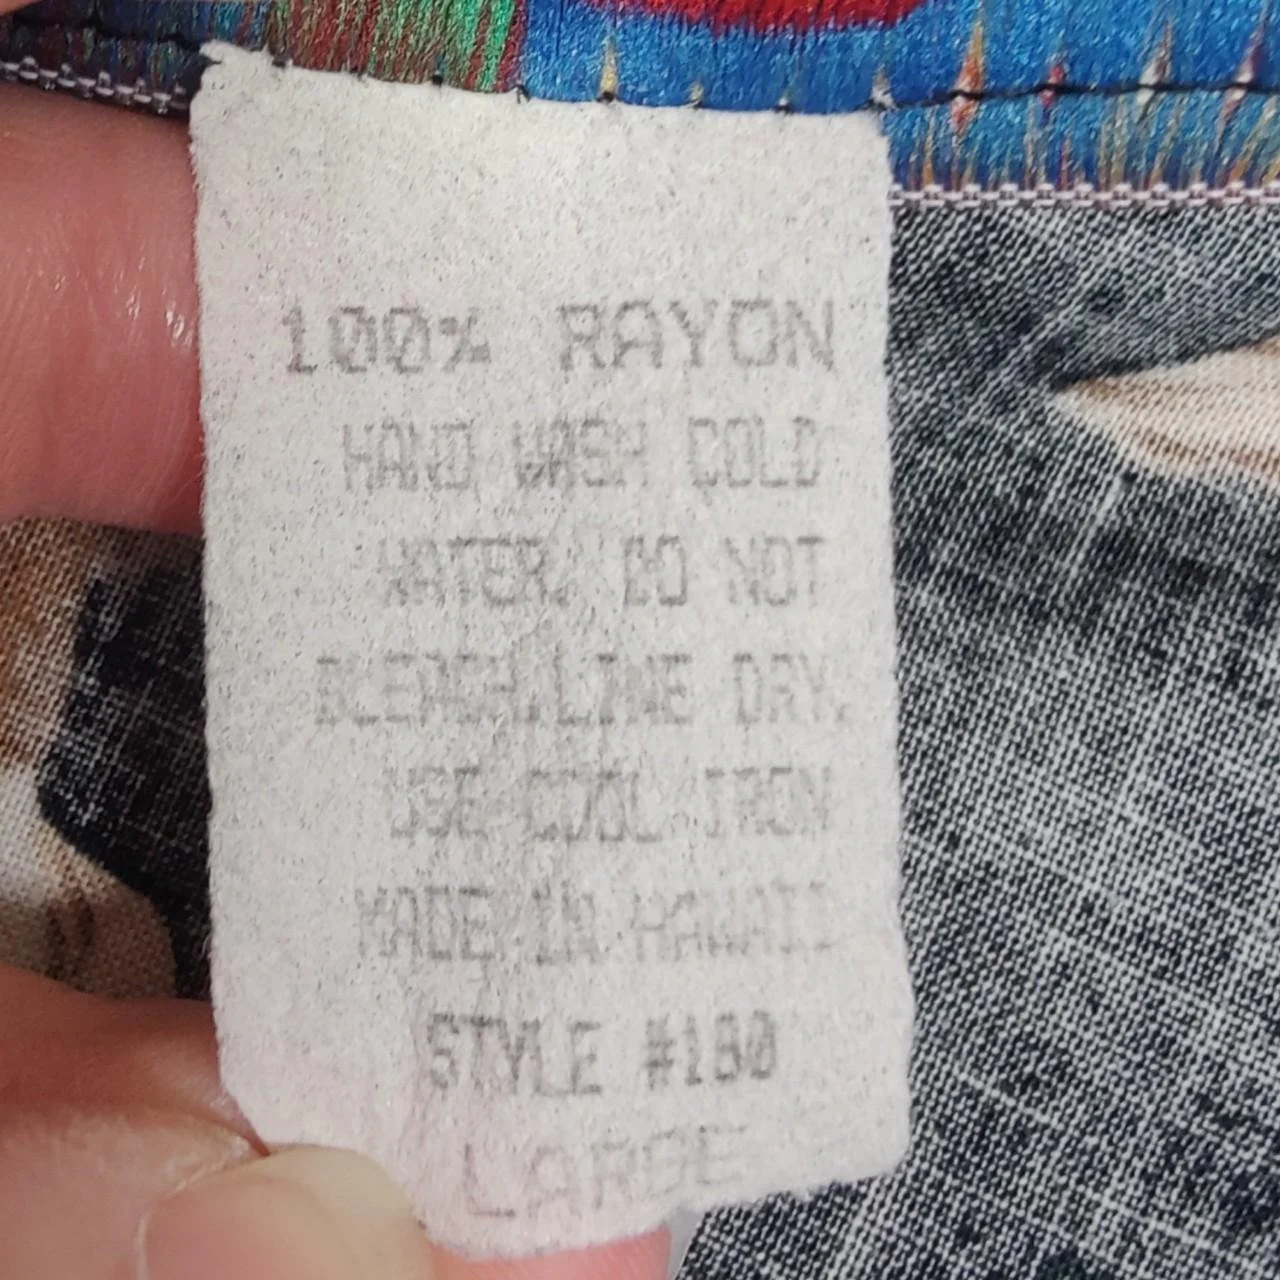 100% RAYON
HAND WASH COLD
WATER. DO NOT
BLEACH.LINE DRY.
USE COOL IRON
MADE IN HAWAII
STYLE #180
LARGE